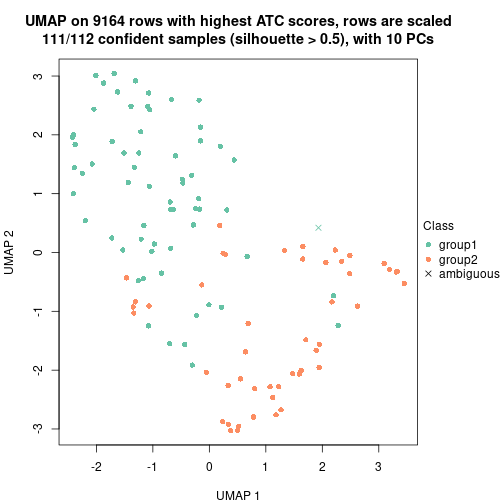 UMAP on 9164 rows with highest ATC scores, rows are scaled
111/112 confident samples (silhouette > 0.5), with 10 PCs
3
2
1
0
-1
-2
-3
UMAP 2
-2
-1
0
1
2
3
UMAP 1
Class
group1
group2
ambiguous